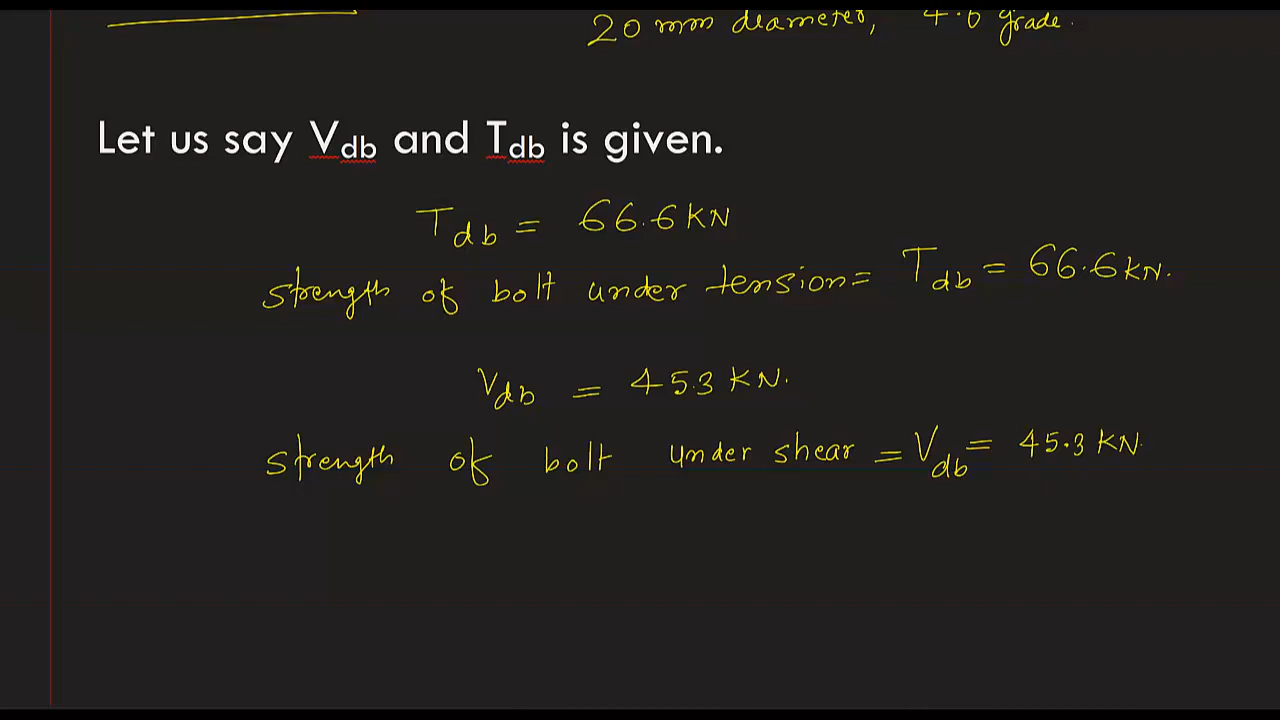 20 mm diameter, 4.6 grade.
Let us say Vdb and Tdb is given.
Tdb = 66.6 KN
strength of bolt under tension = Tdb = 66.6 kN.
Vdb = 45.3 KN.
strength of bolt under shear = Vdb = 45.3 KN.